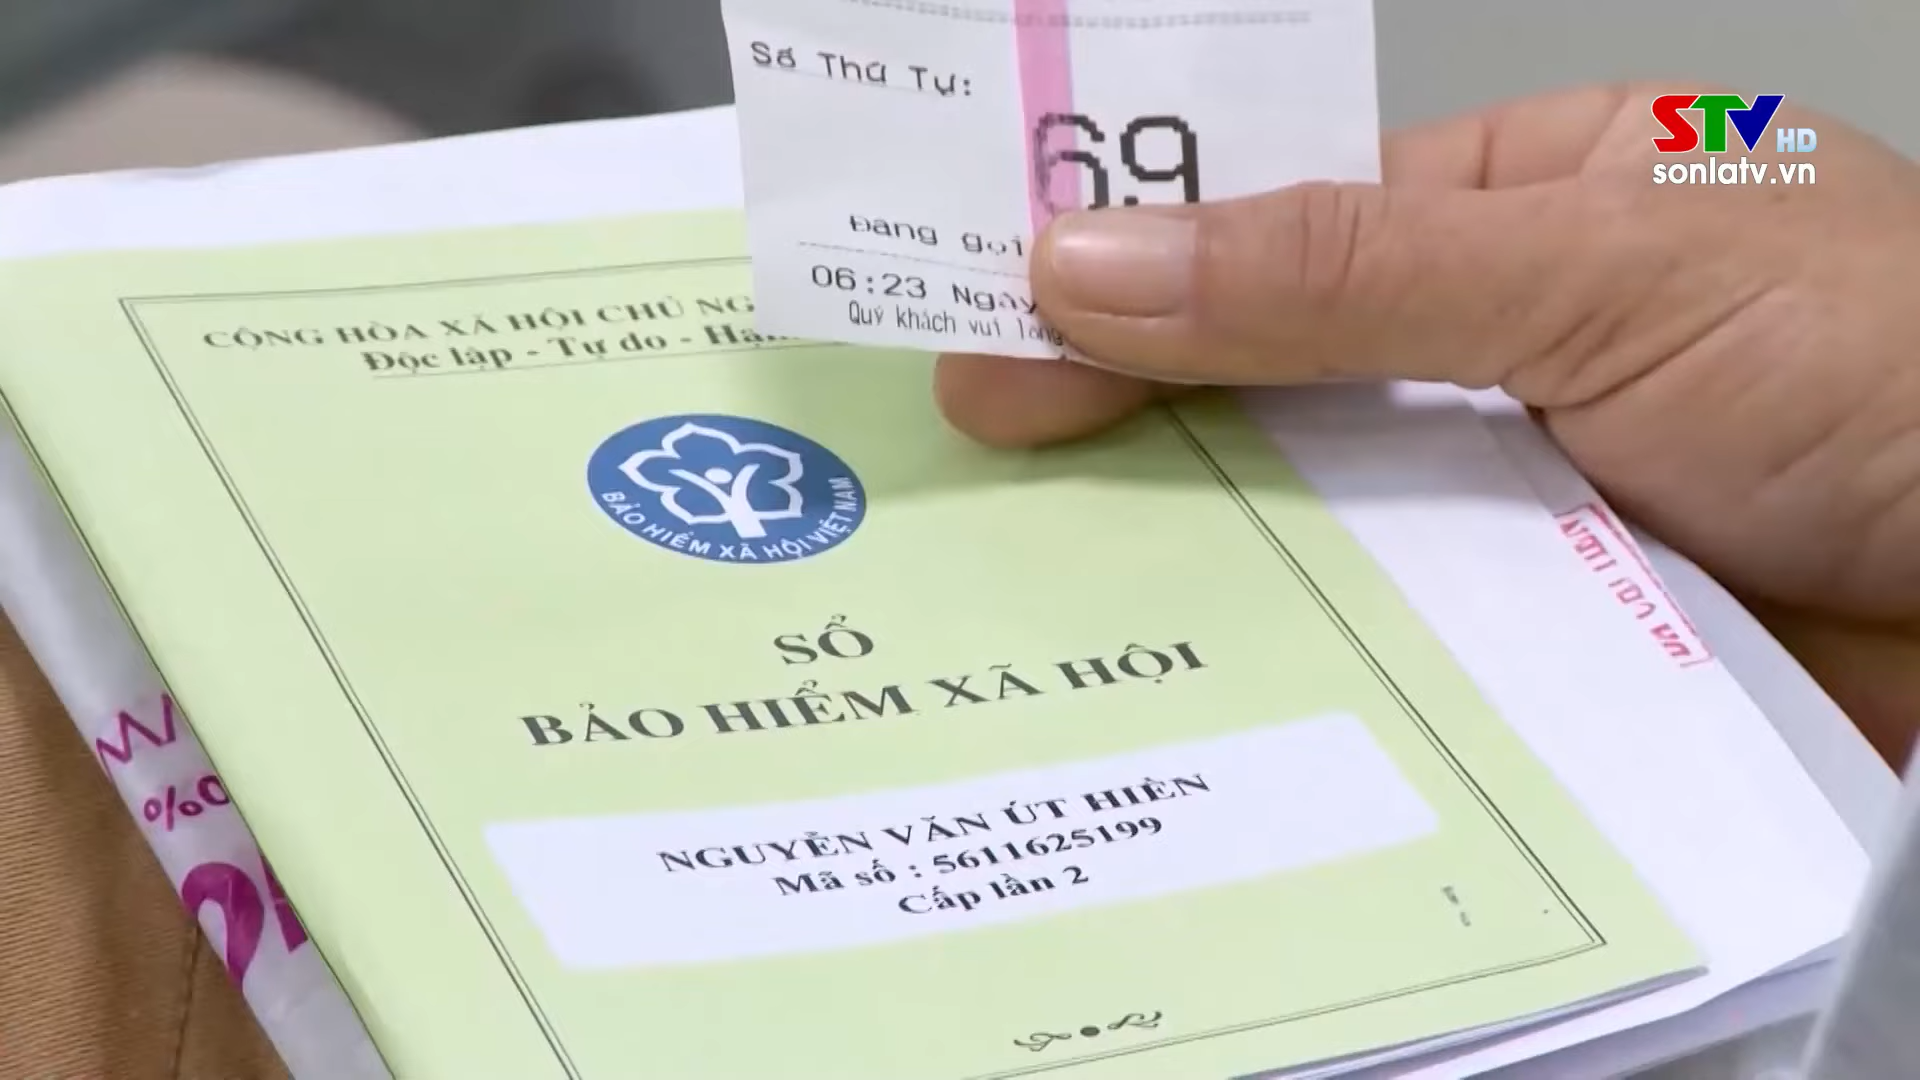 Số Thứ Tự:
69
Đang gọi
06:23 Ngày
Quý khách vui lòng
STV HD
sonlatv.vn
CỘNG HÒA XÃ HỘI CHỦ NG
Độc lập - Tự do - Hạ
BẢO HIỂM XÃ HỘI VIỆT NAM
SỔ
BẢO HIỂM XÃ HỘI
NGUYỄN VĂN ÚT HIỀN
Mã số : 5611625199
Cấp lần 2